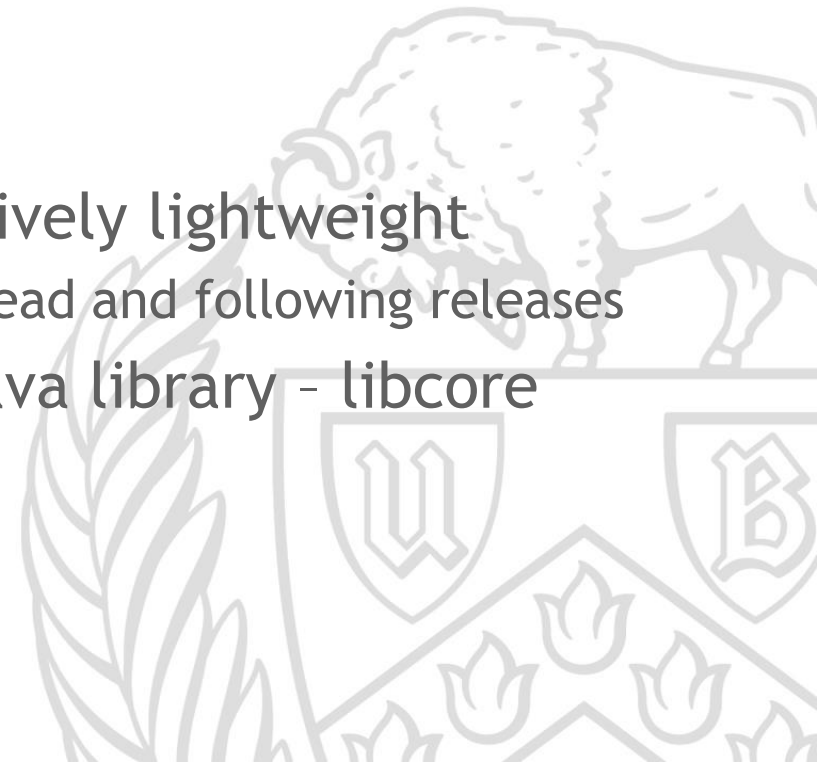 ively lightweight
ead and following releases
va library – libcore
U B